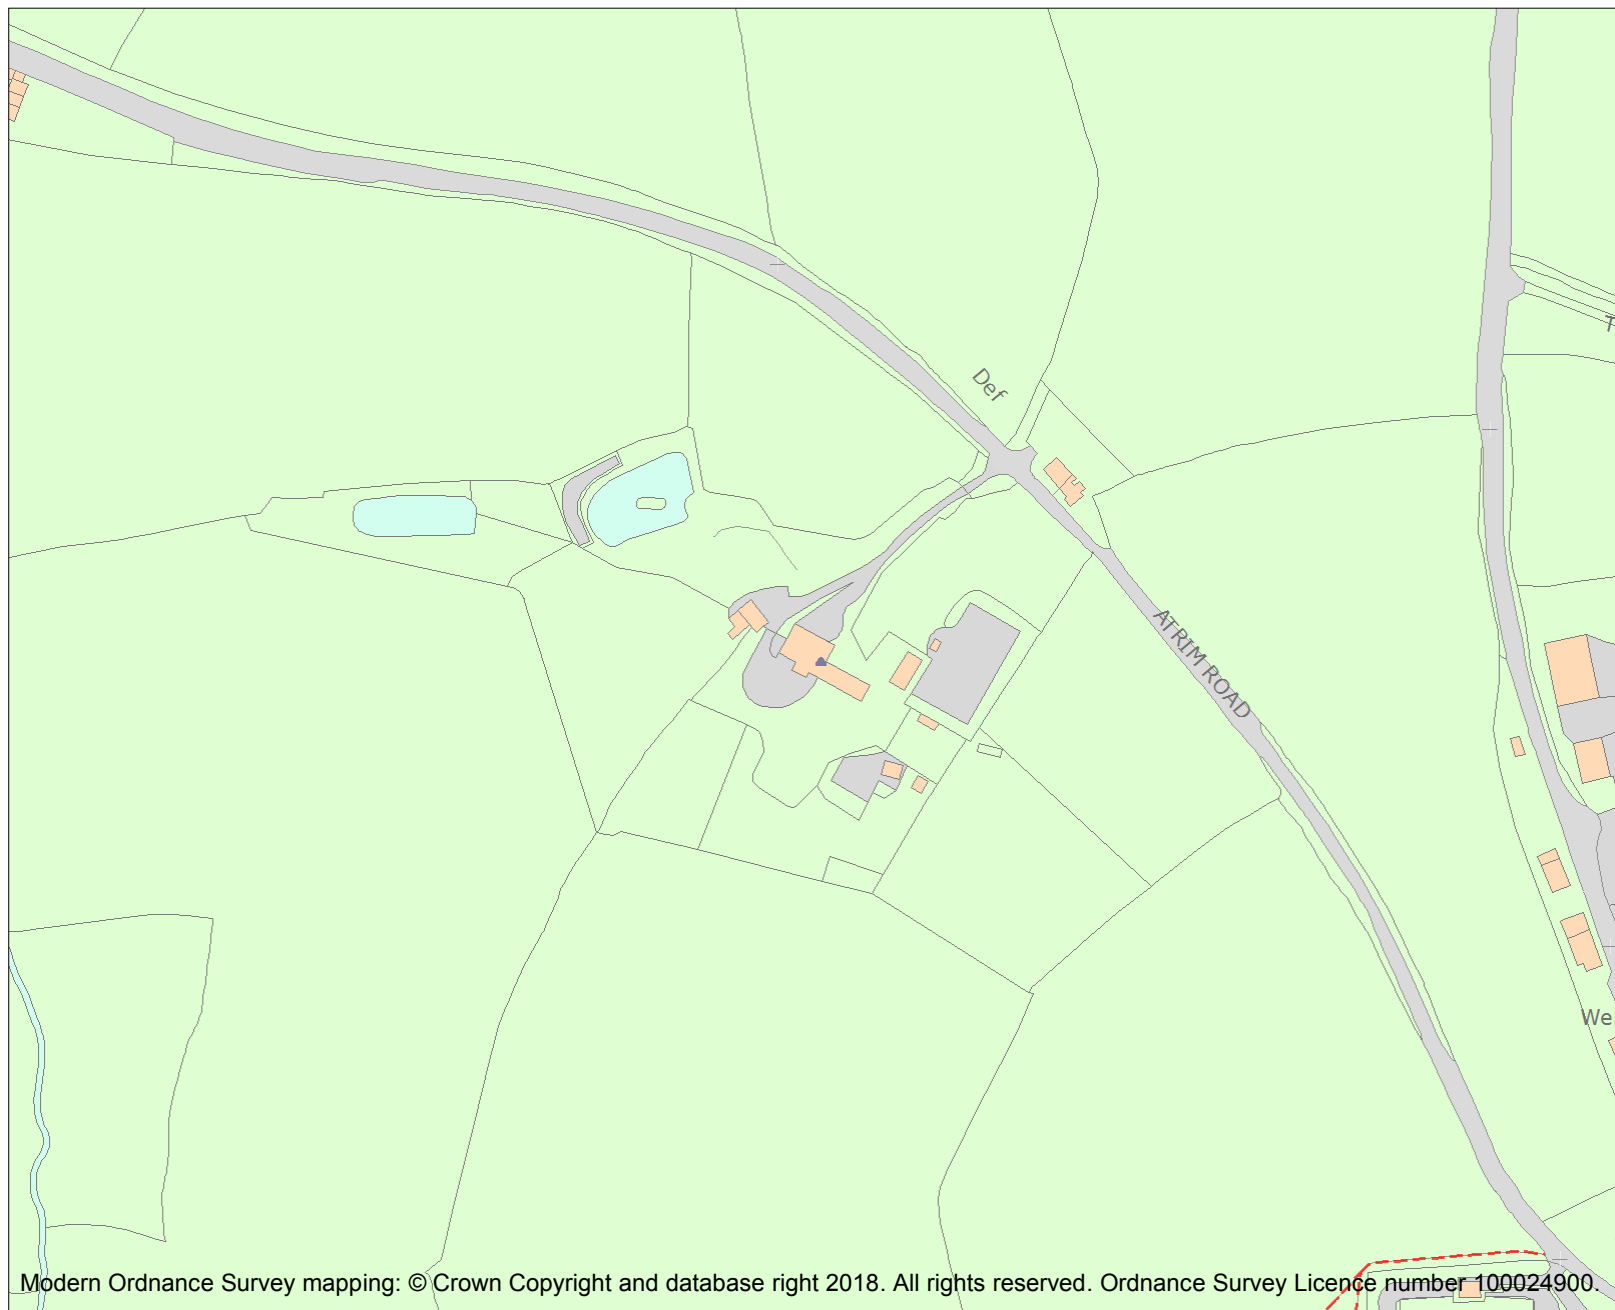 T
Def
ATRIM ROAD
We
Modern Ordnance Survey mapping: © Crown Copyright and database right 2018. All rights reserved. Ordnance Survey Licence number 100024900.